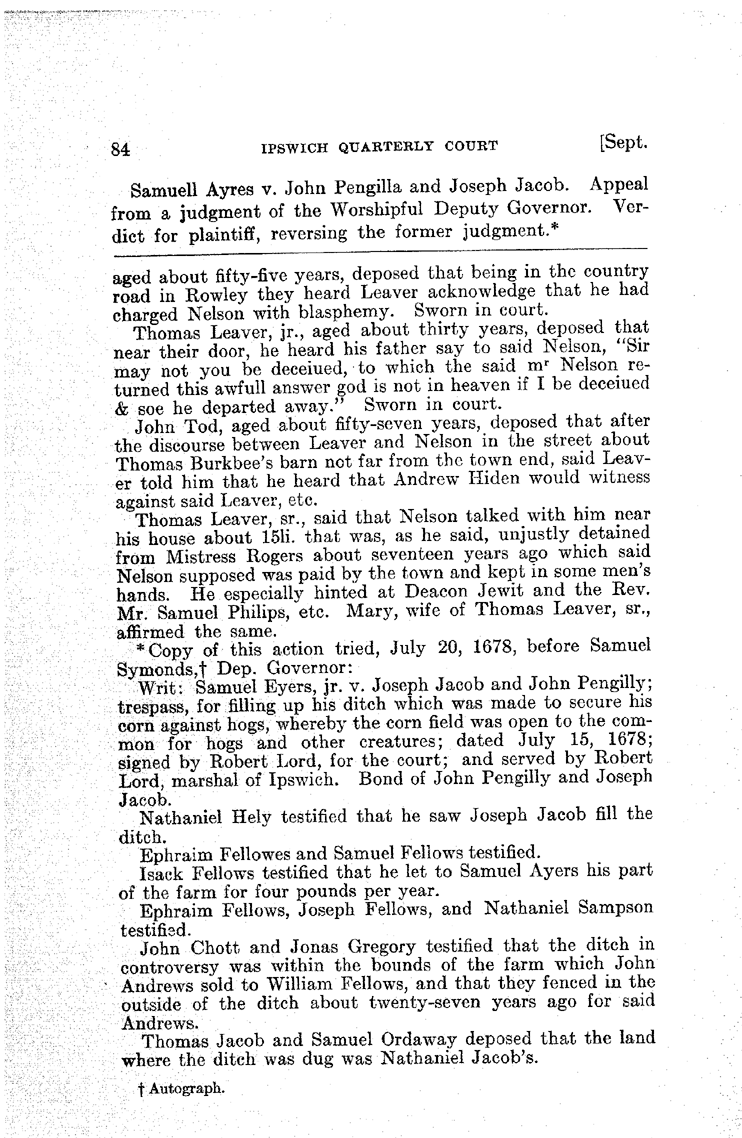 84 IPSWICH QUARTERLY COURT [Sept.
Samuell Ayres v. John Pengilla and Joseph Jacob. Appeal
from a judgment of the Worshipful Deputy Governor. Ver-
dict for plaintiff, reversing the former judgment.*
aged about fifty-five years, deposed that being in the country
road in Rowley they heard Leaver acknowledge that he had
charged Nelson with blasphemy. Sworn in court.
Thomas Leaver, jr., aged about thirty years, deposed that
near their door, he heard his father say to said Nelson, "Sir
may not you be deceiued, to which the said mʳ Nelson re-
turned this awfull answer god is not in heaven if I be deceiued
& soe he departed away." Sworn in court.
John Tod, aged about fifty-seven years, deposed that after
the discourse between Leaver and Nelson in the street about
Thomas Burkbee's barn not far from the town end, said Leav-
er told him that he heard that Andrew Hiden would witness
against said Leaver, etc.
Thomas Leaver, sr., said that Nelson talked with him near
his house about 15li. that was, as he said, unjustly detained
from Mistress Rogers about seventeen years ago which said
Nelson supposed was paid by the town and kept in some men's
hands. He especially hinted at Deacon Jewit and the Rev.
Mr. Samuel Philips, etc. Mary, wife of Thomas Leaver, sr.,
affirmed the same.
*Copy of this action tried, July 20, 1678, before Samuel
Symonds,† Dep. Governor:
Writ: Samuel Eyers, jr. v. Joseph Jacob and John Pengilly;
trespass, for filling up his ditch which was made to secure his
corn against hogs, whereby the corn field was open to the com-
mon for hogs and other creatures; dated July 15, 1678;
signed by Robert Lord, for the court; and served by Robert
Lord, marshal of Ipswich. Bond of John Pengilly and Joseph
Jacob.
Nathaniel Hely testified that he saw Joseph Jacob fill the
ditch.
Ephraim Fellowes and Samuel Fellows testified.
Isack Fellows testified that he let to Samuel Ayers his part
of the farm for four pounds per year.
Ephraim Fellows, Joseph Fellows, and Nathaniel Sampson
testified.
John Chott and Jonas Gregory testified that the ditch in
controversy was within the bounds of the farm which John
Andrews sold to William Fellows, and that they fenced in the
outside of the ditch about twenty-seven years ago for said
Andrews.
Thomas Jacob and Samuel Ordaway deposed that the land
where the ditch was dug was Nathaniel Jacob's.
† Autograph.